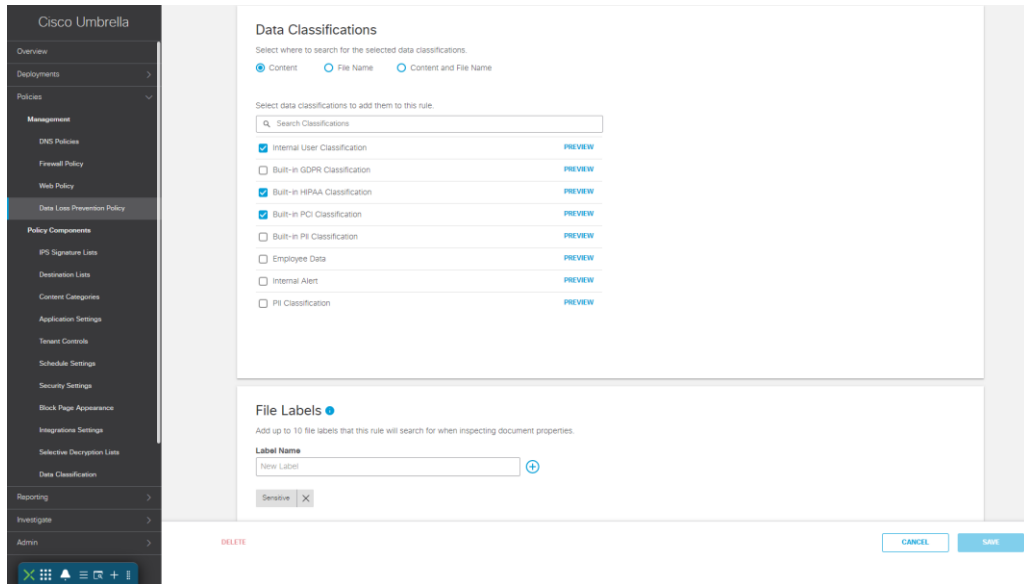 Cisco Umbrella
Overview
Deployments
Policies
Management
DNS Policies
Firewall Policy
Web Policy
Data Loss Prevention Policy
Policy Components
IPS Signature Lists
Destination Lists
Content Categories
Application Settings
Tenant Controls
Schedule Settings
Security Settings
Block Page Appearance
Integrations Settings
Selective Decryption Lists
Data Classification
Reporting
Investigate
Admin
Data Classifications
Select where to search for the selected data classifications.
Content File Name Content and File Name
Select data classifications to add them to this rule.
Search Classifications
Internal User Classification PREVIEW
Built-in GDPR Classification PREVIEW
Built-in HIPAA Classification PREVIEW
Built-in PCI Classification PREVIEW
Built-in PII Classification PREVIEW
Employee Data PREVIEW
Internal Alert PREVIEW
PII Classification PREVIEW
File Labels
Add up to 10 file labels that this rule will search for when inspecting document properties.
Label Name
New Label
Sensitive
DELETE CANCEL SAVE